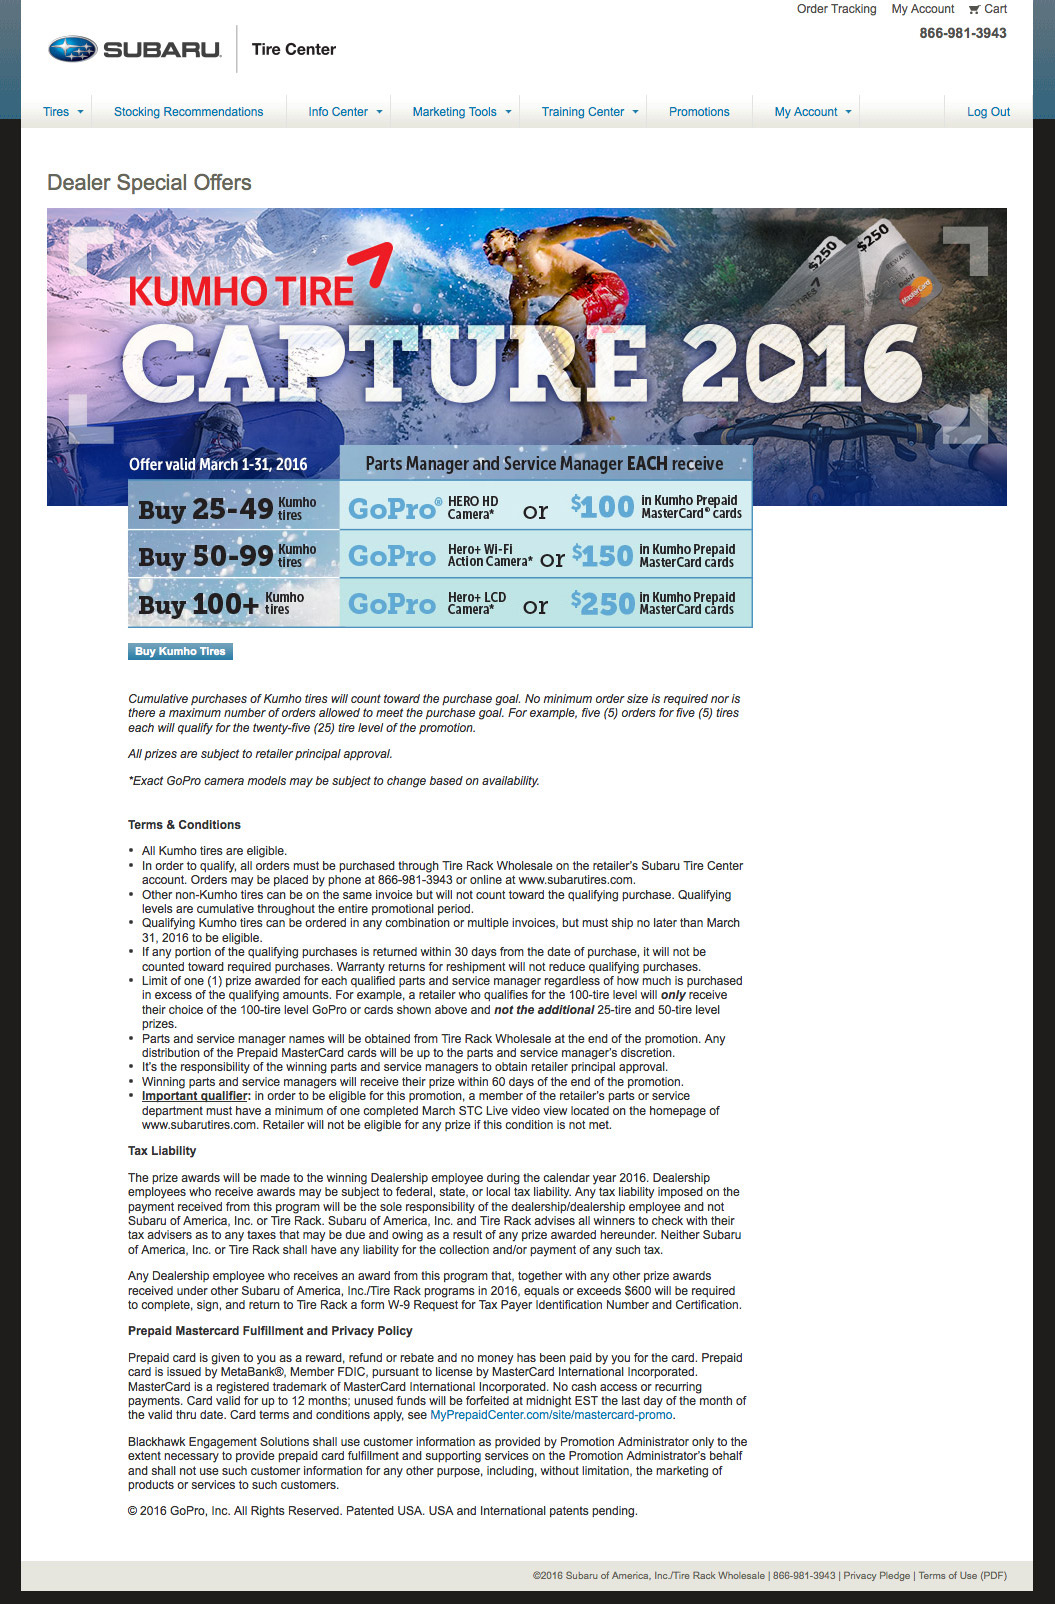 Order Tracking My Account Cart
866-981-3943
SUBARU. Tire Center
Tires Stocking Recommendations Info Center Marketing Tools Training Center Promotions My Account Log Out
Dealer Special Offers
$250 $250
MasterCard
KUMHO TIRE
CAPTURE 2016
Offer valid March 1-31, 2016 Parts Manager and Service Manager EACH receive
Buy 25-49 Kumho tires GoPro® HERO HD Camera* or $100 in Kumho Prepaid MasterCard® cards
Buy 50-99 Kumho tires GoPro Hero+ Wi-Fi Action Camera* or $150 in Kumho Prepaid MasterCard cards
Buy 100+ Kumho tires GoPro Hero+ LCD Camera* or $250 in Kumho Prepaid MasterCard cards
Buy Kumho Tires
Cumulative purchases of Kumho tires will count toward the purchase goal. No minimum order size is required nor is
there a maximum number of orders allowed to meet the purchase goal. For example, five (5) orders for five (5) tires
each will qualify for the twenty-five (25) tire level of the promotion.
All prizes are subject to retailer principal approval.
*Exact GoPro camera models may be subject to change based on availability.
Terms & Conditions
• All Kumho tires are eligible.
• In order to qualify, all orders must be purchased through Tire Rack Wholesale on the retailer's Subaru Tire Center
account. Orders may be placed by phone at 866-981-3943 or online at www.subarutires.com.
• Other non-Kumho tires can be on the same invoice but will not count toward the qualifying purchase. Qualifying
levels are cumulative throughout the entire promotional period.
• Qualifying Kumho tires can be ordered in any combination or multiple invoices, but must ship no later than March
31, 2016 to be eligible.
• If any portion of the qualifying purchases is returned within 30 days from the date of purchase, it will not be
counted toward required purchases. Warranty returns for reshipment will not reduce qualifying purchases.
• Limit of one (1) prize awarded for each qualified parts and service manager regardless of how much is purchased
in excess of the qualifying amounts. For example, a retailer who qualifies for the 100-tire level will only receive
their choice of the 100-tire level GoPro or cards shown above and not the additional 25-tire and 50-tire level
prizes.
• Parts and service manager names will be obtained from Tire Rack Wholesale at the end of the promotion. Any
distribution of the Prepaid MasterCard cards will be up to the parts and service manager's discretion.
• It's the responsibility of the winning parts and service managers to obtain retailer principal approval.
• Winning parts and service managers will receive their prize within 60 days of the end of the promotion.
• Important qualifier: in order to be eligible for this promotion, a member of the retailer's parts or service
department must have a minimum of one completed March STC Live video view located on the homepage of
www.subarutires.com. Retailer will not be eligible for any prize if this condition is not met.
Tax Liability
The prize awards will be made to the winning Dealership employee during the calendar year 2016. Dealership
employees who receive awards may be subject to federal, state, or local tax liability. Any tax liability imposed on the
payment received from this program will be the sole responsibility of the dealership/dealership employee and not
Subaru of America, Inc. or Tire Rack. Subaru of America, Inc. and Tire Rack advises all winners to check with their
tax advisers as to any taxes that may be due and owing as a result of any prize awarded hereunder. Neither Subaru
of America, Inc. or Tire Rack shall have any liability for the collection and/or payment of any such tax.
Any Dealership employee who receives an award from this program that, together with any other prize awards
received under other Subaru of America, Inc./Tire Rack programs in 2016, equals or exceeds $600 will be required
to complete, sign, and return to Tire Rack a form W-9 Request for Tax Payer Identification Number and Certification.
Prepaid Mastercard Fulfillment and Privacy Policy
Prepaid card is given to you as a reward, refund or rebate and no money has been paid by you for the card. Prepaid
card is issued by MetaBank®, Member FDIC, pursuant to license by MasterCard International Incorporated.
MasterCard is a registered trademark of MasterCard International Incorporated. No cash access or recurring
payments. Card valid for up to 12 months; unused funds will be forfeited at midnight EST the last day of the month of
the valid thru date. Card terms and conditions apply, see MyPrepaidCenter.com/site/mastercard-promo.
Blackhawk Engagement Solutions shall use customer information as provided by Promotion Administrator only to the
extent necessary to provide prepaid card fulfillment and supporting services on the Promotion Administrator's behalf
and shall not use such customer information for any other purpose, including, without limitation, the marketing of
products or services to such customers.
© 2016 GoPro, Inc. All Rights Reserved. Patented USA. USA and International patents pending.
©2016 Subaru of America, Inc./Tire Rack Wholesale | 866-981-3943 | Privacy Pledge | Terms of Use (PDF)